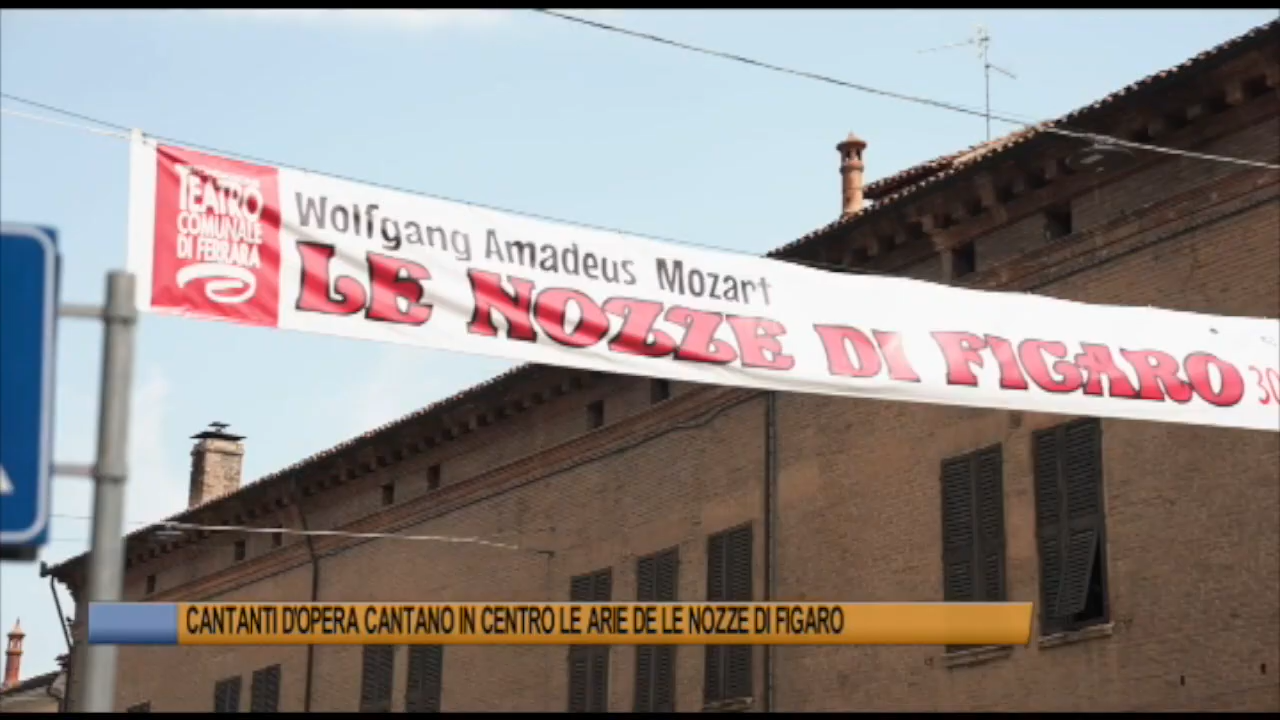 TEATRO
COMUNALE
DI FERRARA
Wolfgang Amadeus Mozart
LE NOZZE DI FIGARO 30
CANTANTI D'OPERA CANTANO IN CENTRO LE ARIE DE LE NOZZE DI FIGARO